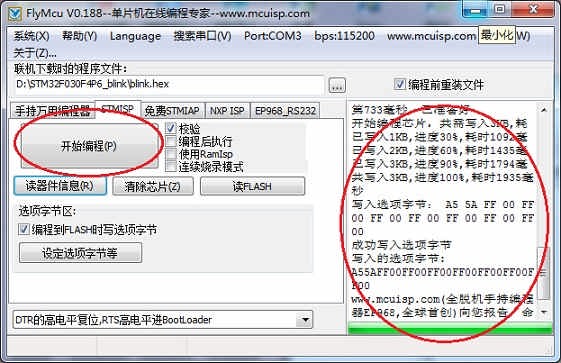 FlyMcu V0.188--单片机在线编程专家--www.mcuisp.com
系统(X) 帮助(Y) Language 搜索串口(V) Port:COM3 bps:115200 www.mcuisp.com W)
最小化
关于(Z)...
联机下载时的程序文件:
D:\STM32F030F4P6_blink\blink.hex
...
编程前重装文件
手持万用编程器 STMISP 免费STMIAP NXP ISP EP968_RS232
开始编程(P)
校验
编程后执行
使用RamIsp
连续烧录模式
读器件信息(R) 清除芯片(Z) 读FLASH
选项字节区:
编程到FLASH时写选项字节
设定选项字节等
DTR的高电平复位,RTS高电平进BootLoader
第733毫秒, 已准备好
开始编程芯片, 共需写入3KB,耗
已写入1KB,进度30%,耗时1092毫
已写入2KB,进度60%,耗时1435毫
已写入3KB,进度90%,耗时1794毫
共写入3KB,进度100%,耗时1935毫
秒
写入选项字节: A5 5A FF 00 FF
00 FF 00 FF 00 FF 00 FF 00 FF
00
成功写入选项字节
写入的选项字节:
A55AFF00FF00FF00FF00FF00FF00F
F00
www.mcuisp.com(全脱机手持编程
器EP968,全球首创)向您报告, 命